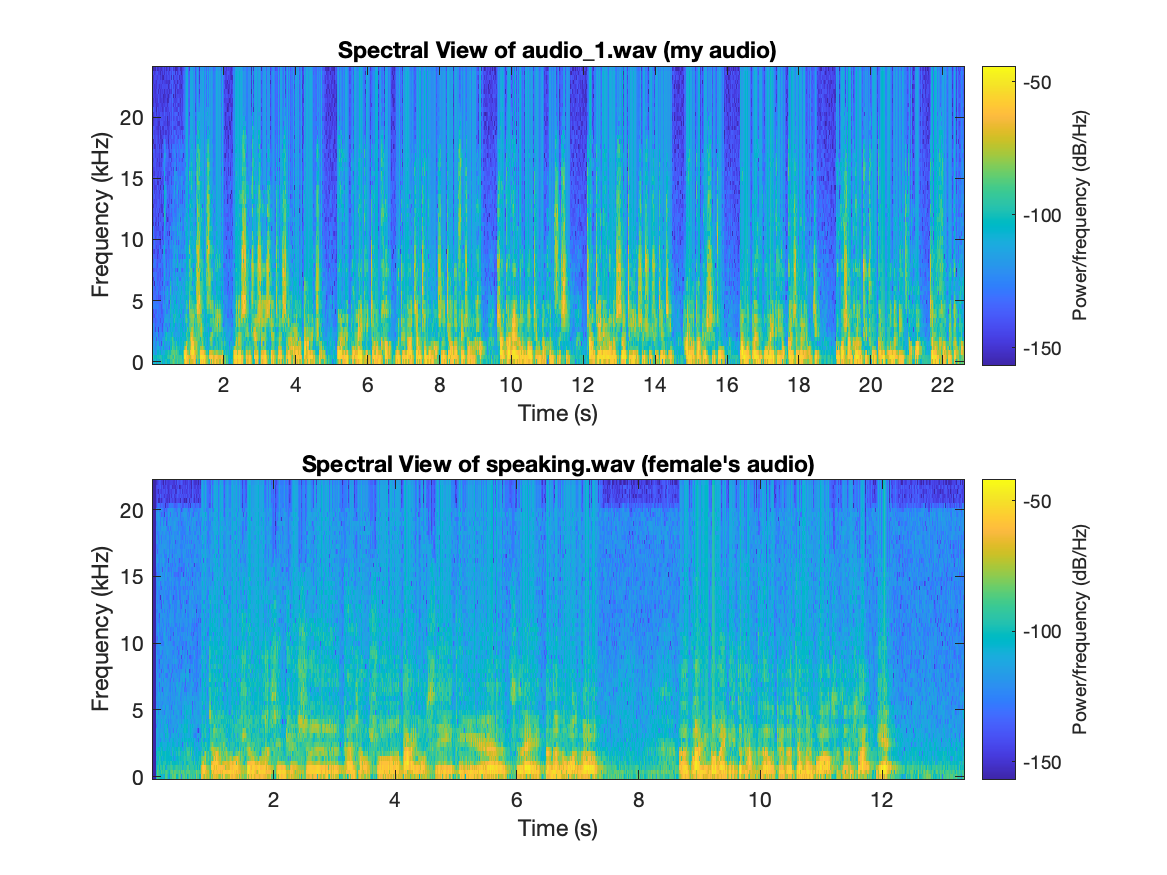 Spectral View of audio_1.wav (my audio)
Frequency (kHz)
20
15
10
5
0
2 4 6 8 10 12 14 16 18 20 22
Time (s)
-50
-100
-150
Power/frequency (dB/Hz)
Spectral View of speaking.wav (female's audio)
Frequency (kHz)
20
15
10
5
0
2 4 6 8 10 12
Time (s)
-50
-100
-150
Power/frequency (dB/Hz)